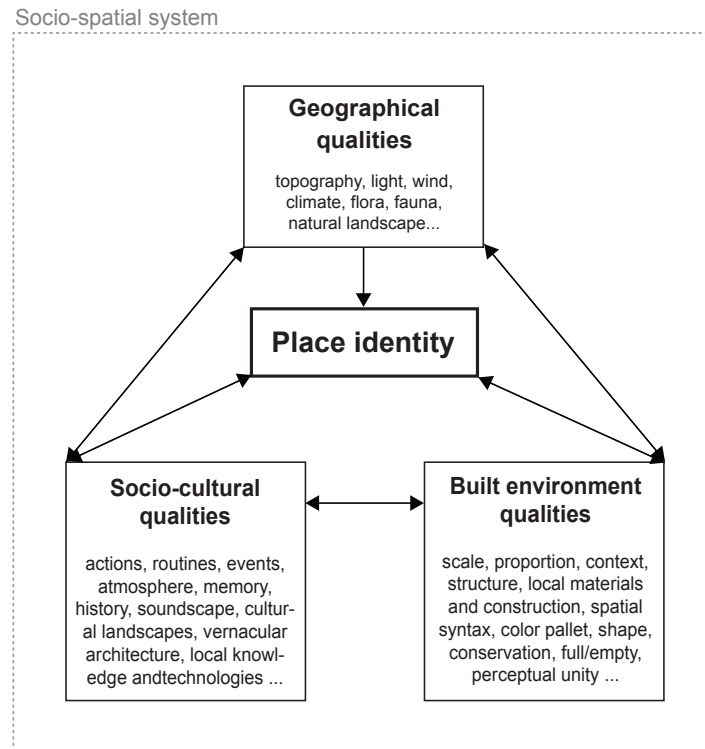 Socio-spatial system
Geographical
qualities
topography, light, wind,
climate, flora, fauna,
natural landscape...
Place identity
Socio-cultural
qualities
actions, routines, events,
atmosphere, memory,
history, soundscape, cultur-
al landscapes, vernacular
architecture, local knowl-
edge andtechnologies ...
Built environment
qualities
scale, proportion, context,
structure, local materials
and construction, spatial
syntax, color pallet, shape,
conservation, full/empty,
perceptual unity ...